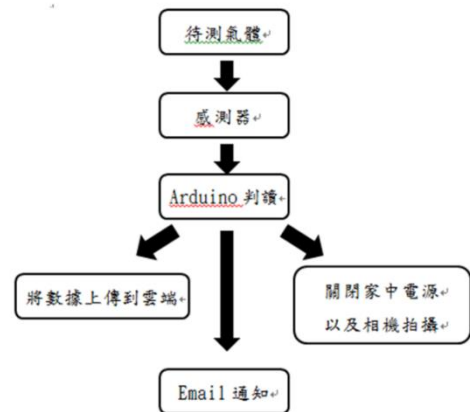 待測氣體
感測器
Arduino 判讀
將數據上傳到雲端
關閉家中電源
以及相機拍攝
Email 通知